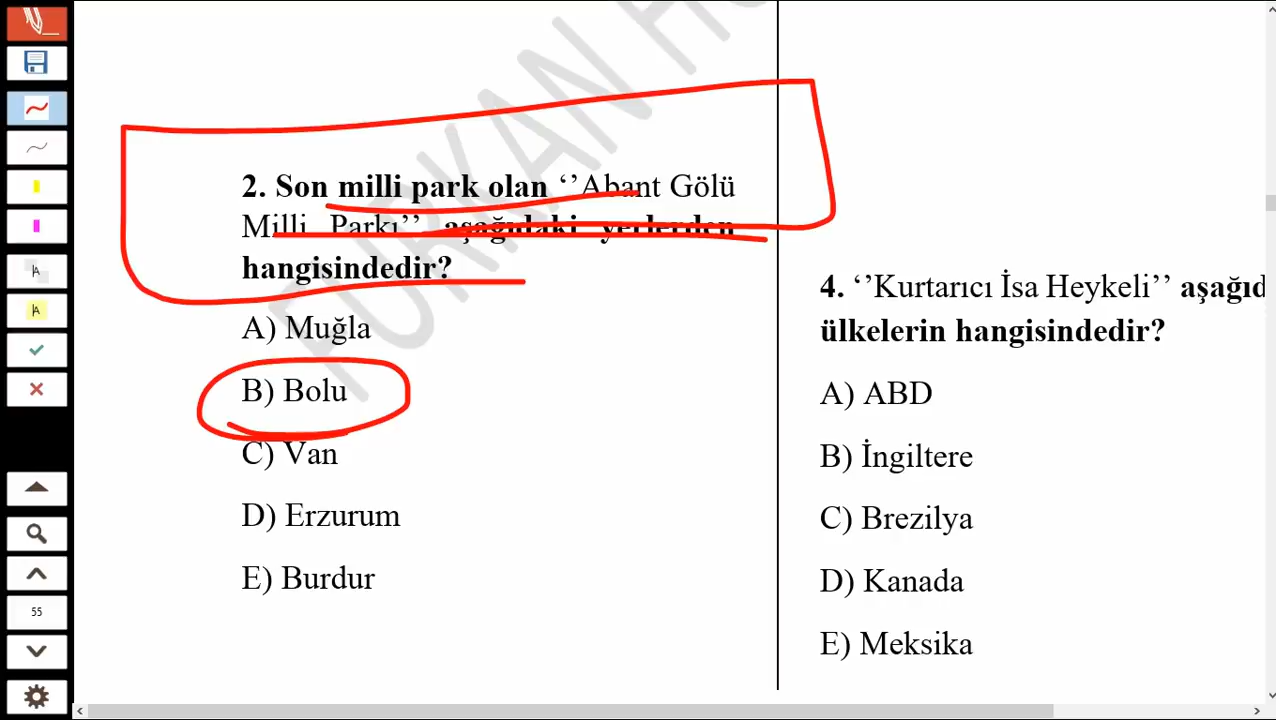 FURKAN H
2. Son milli park olan ‘’Abant Gölü
Milli Parkı’’ aşağıdaki yerlerden
hangisindedir?
A) Muğla
B) Bolu
C) Van
D) Erzurum
E) Burdur
4. ‘’Kurtarıcı İsa Heykeli’’ aşağıd
ülkelerin hangisindedir?
A) ABD
B) İngiltere
C) Brezilya
D) Kanada
E) Meksika
A
A
55